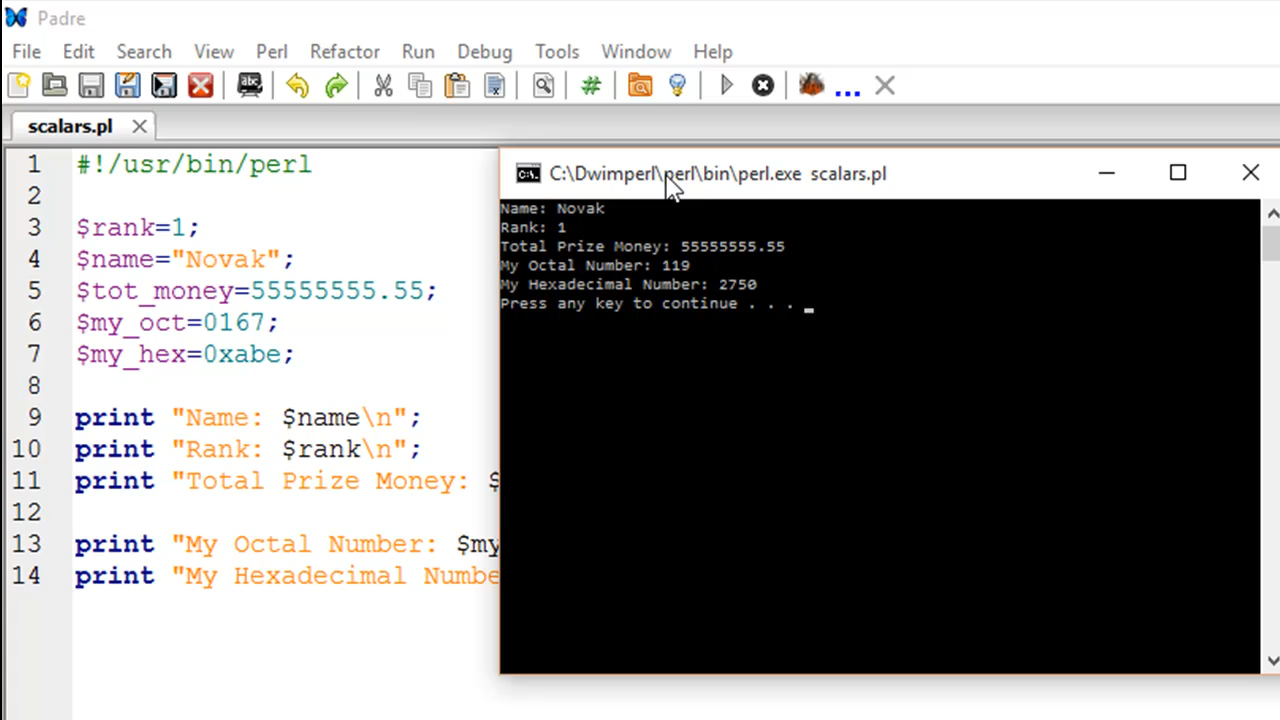 Padre
File Edit Search View Perl Refactor Run Debug Tools Window Help
abc # ...
scalars.pl
1 #!/usr/bin/perl
2
3 $rank=1;
4 $name="Novak";
5 $tot_money=55555555.55;
6 $my_oct=0167;
7 $my_hex=0xabe;
8
9 print "Name: $name\n";
10 print "Rank: $rank\n";
11 print "Total Prize Money: $
12
13 print "My Octal Number: $my
14 print "My Hexadecimal Numbe
C:\Dwimperl\perl\bin\perl.exe scalars.pl
Name: Novak
Rank: 1
Total Prize Money: 55555555.55
My Octal Number: 119
My Hexadecimal Number: 2750
Press any key to continue . . . _